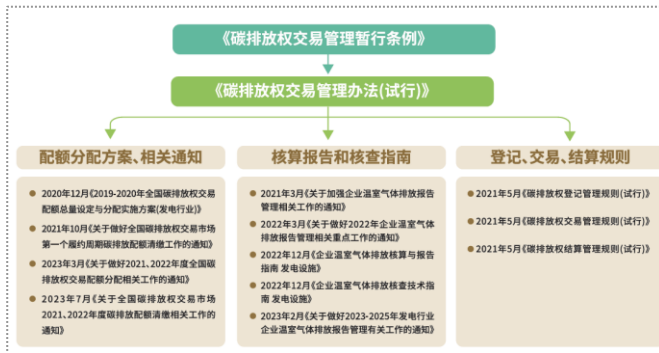 《碳排放权交易管理暂行条例》
《碳排放权交易管理办法(试行)》
配额分配方案、相关通知
2020年12月《2019-2020年全国碳排放权交易
配额总量设定与分配实施方案(发电行业)》
2021年10月《关于做好全国碳排放权交易市场
第一个履约周期碳排放配额清缴工作的通知》
2023年3月《关于做好2021、2022年度全国碳
排放权交易配额分配相关工作的通知》
2023年7月《关于全国碳排放权交易市场
2021、2022年度碳排放配额清缴相关工作的
通知》
核算报告和核查指南
2021年3月《关于加强企业温室气体排放报告
管理相关工作的通知》
2022年3月《关于做好2022年企业温室气体
排放报告管理相关重点工作的通知》
2022年12月《企业温室气体排放核算与报告
指南 发电设施》
2022年12月《企业温室气体排放核查技术指
南 发电设施》
2023年2月《关于做好2023-2025年发电行业
企业温室气体排放报告管理有关工作的通知》
登记、交易、结算规则
2021年5月《碳排放权登记管理规则(试行)》
2021年5月《碳排放权交易管理规则(试行)》
2021年5月《碳排放权结算管理规则(试行)》